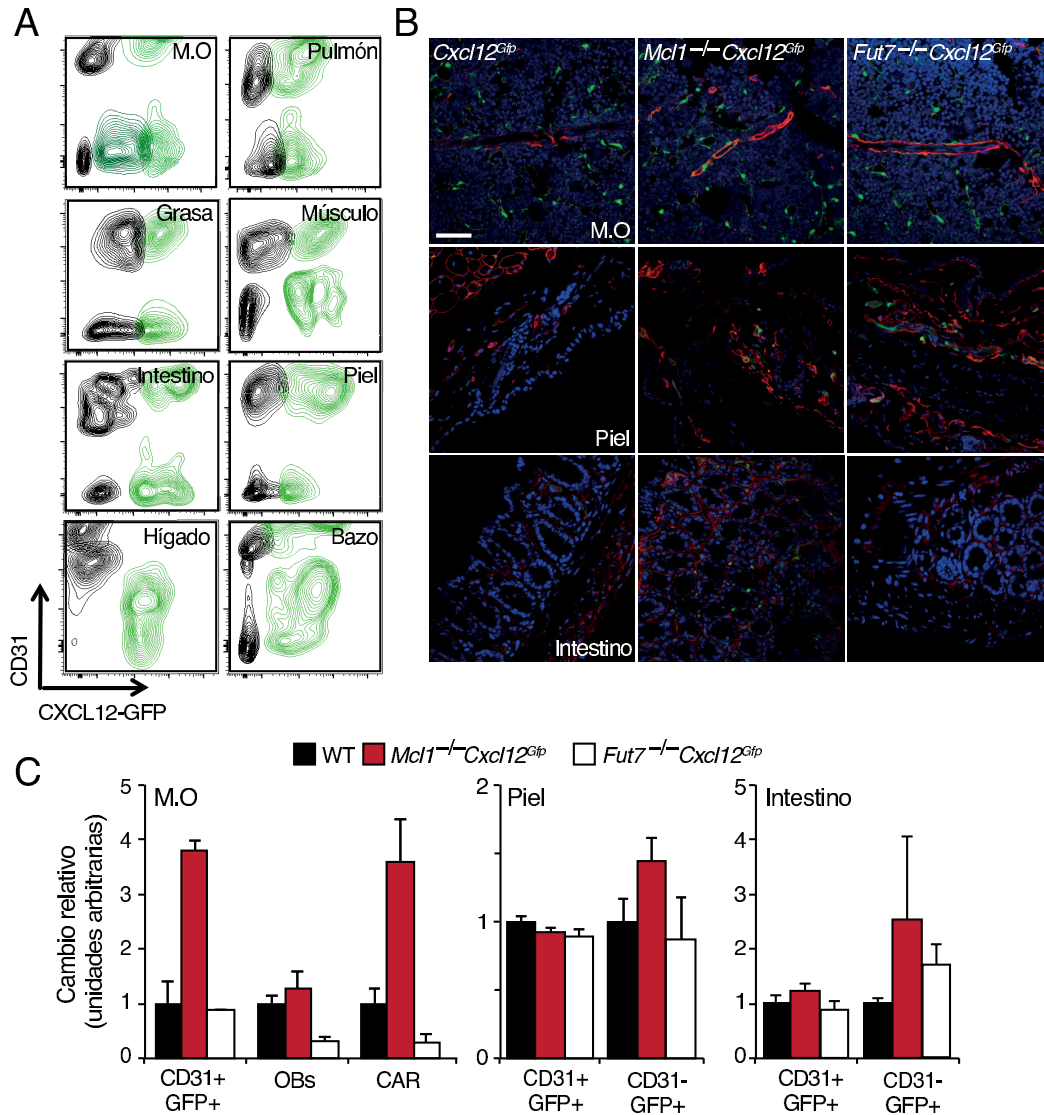 A
M.O
Pulmón
Grasa
Músculo
Intestino
Piel
Hígado
Bazo
CD31
CXCL12-GFP
B
Cxcl12Gfp
Mcl1−/−Cxcl12Gfp
Fut7−/−Cxcl12Gfp
M.O
Piel
Intestino
C
WT
Mcl1−/−Cxcl12Gfp
Fut7−/−Cxcl12Gfp
Cambio relativo
(unidades arbitrarias)
M.O
5
4
3
2
1
0
CD31+
GFP+
OBs
CAR
Piel
2
1
0
CD31+
GFP+
CD31-
GFP+
Intestino
5
4
3
2
1
0
CD31+
GFP+
CD31-
GFP+